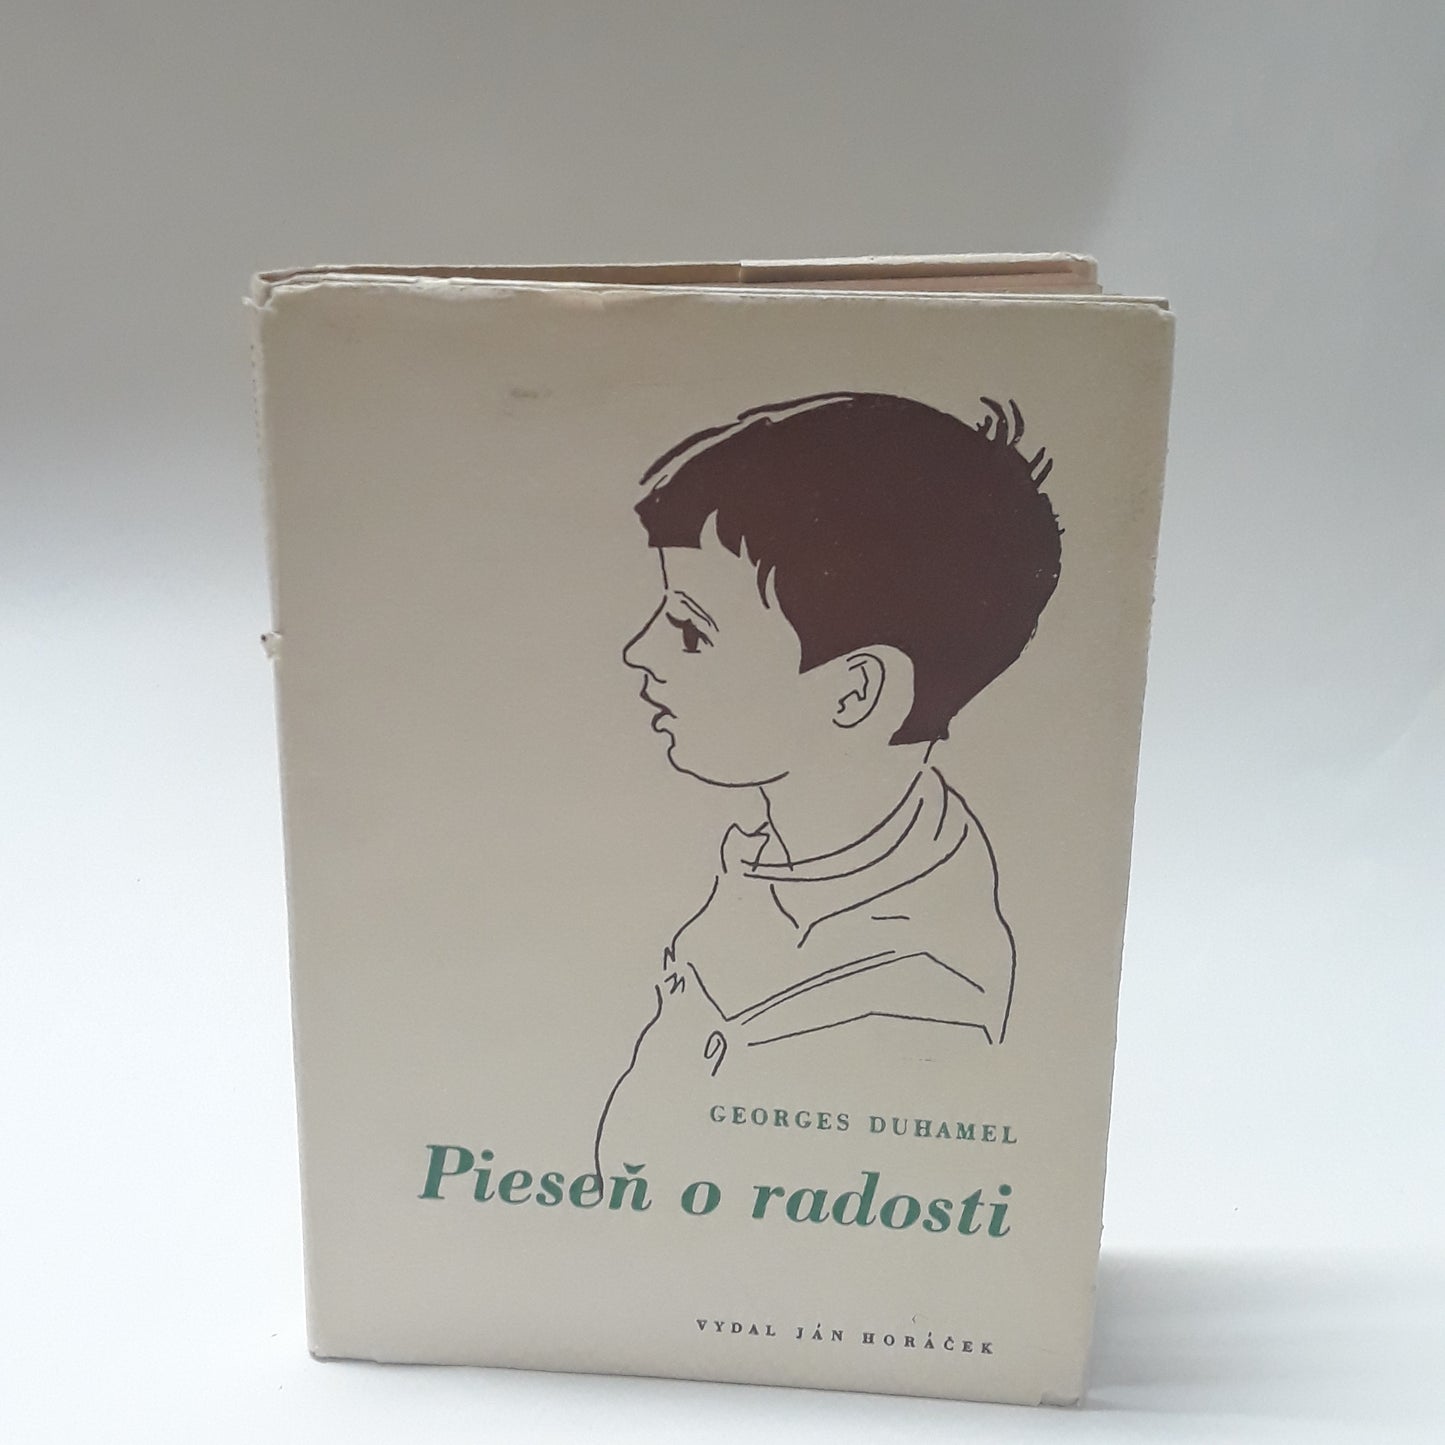 GEORGES DUHAMEL
Pieseň o radosti
VYDAL JÁN HORÁČEK